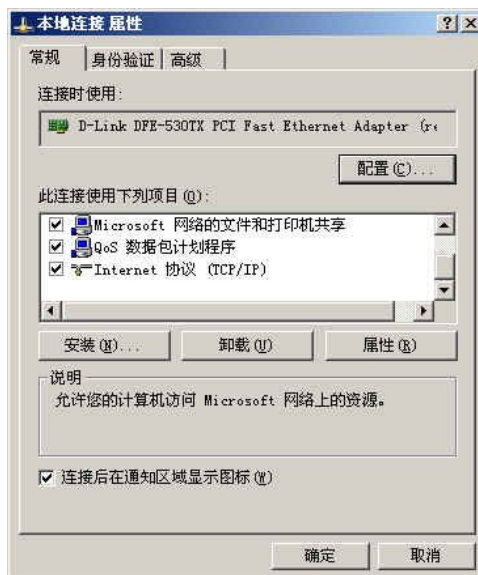 本地连接 属性
常规 身份验证 高级
连接时使用:
D-Link DFE-530TX PCI Fast Ethernet Adapter (re
配置(C)...
此连接使用下列项目(O):
Microsoft 网络的文件和打印机共享
QoS 数据包计划程序
Internet 协议 (TCP/IP)
安装(N)... 卸载(U) 属性(R)
说明
允许您的计算机访问 Microsoft 网络上的资源。
连接后在通知区域显示图标(W)
确定 取消